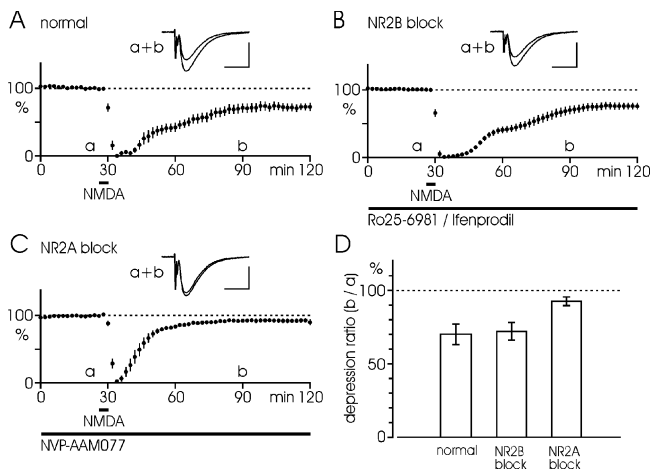 A normal
a+b
100
%
0
a
b
0 30 60 90 min 120
NMDA
B NR2B block
a+b
100
%
0
a
b
0 30 60 90 min 120
NMDA
Ro25-6981 / Ifenprodil
C NR2A block
a+b
100
%
0
a
b
0 30 60 90 min 120
NMDA
NVP-AAM077
D
%
depression ratio (b / a)
100
50
0
normal
NR2B
block
NR2A
block